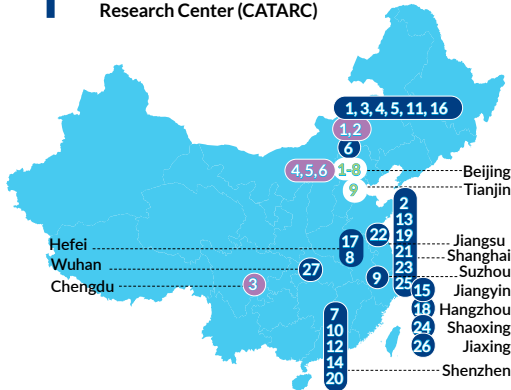 Research Center (CATARC)
1, 3, 4, 5, 11, 16
1,2
6
4,5,6
1-8
Beijing
9
Tianjin
2
13
19
21
23
25
22
17
8
Hefei
Jiangsu
Shanghai
Wuhan
27
9
Suzhou
Chengdu
3
15
Jiangyin
18
Hangzhou
24
Shaoxing
26
Jiaxing
7
10
12
14
20
Shenzhen